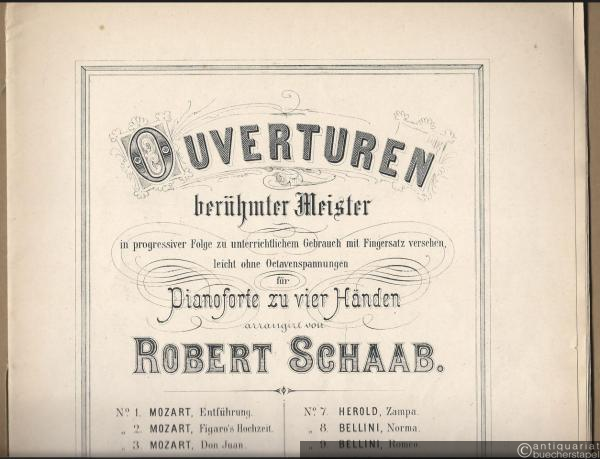 OUVERTUREN
berühmter Meister
in progressiver Folge zu unterrichtlichem Gebrauch mit Fingersatz versehen,
leicht ohne Octavenspannungen
für
Pianoforte zu vier Händen
arrangirt von
ROBERT SCHAAB.
No. 1. MOZART, Entführung.
„ 2. MOZART, Figaro's Hochzeit.
„ 3. MOZART, Don Juan.
No. 7. HEROLD, Zampa.
„ 8. BELLINI, Norma.
„ 9. BELLINI, Romeo
©antiquariat
buecherstapel